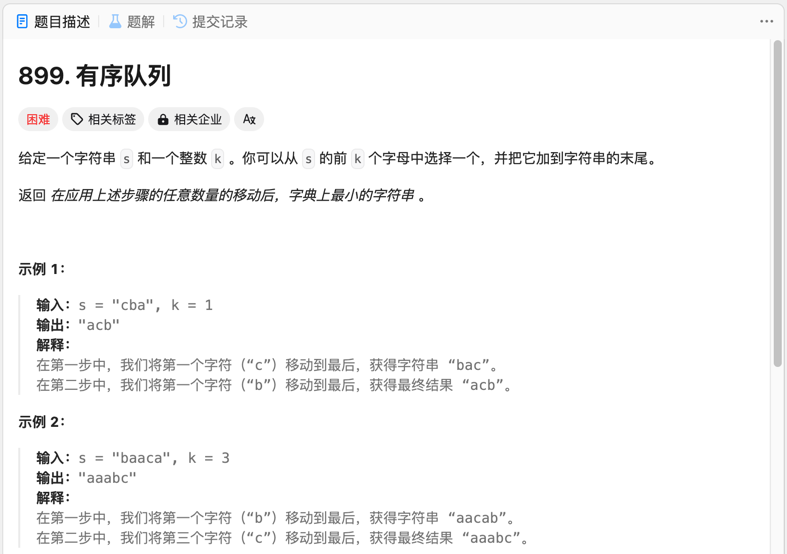 题目描述 题解 提交记录
899. 有序队列
困难 相关标签 相关企业
给定一个字符串 s 和一个整数 k 。你可以从 s 的前 k 个字母中选择一个，并把它加到字符串的末尾。
返回 在应用上述步骤的任意数量的移动后，字典上最小的字符串 。
示例 1：
输入：s = "cba", k = 1
输出："acb"
解释：
在第一步中，我们将第一个字符（“c”）移动到最后，获得字符串 “bac”。
在第二步中，我们将第一个字符（“b”）移动到最后，获得最终结果 “acb”。
示例 2：
输入：s = "baaca", k = 3
输出："aaabc"
解释：
在第一步中，我们将第一个字符（“b”）移动到最后，获得字符串 “aacab”。
在第二步中，我们将第三个字符（“c”）移动到最后，获得最终结果 “aaabc”。